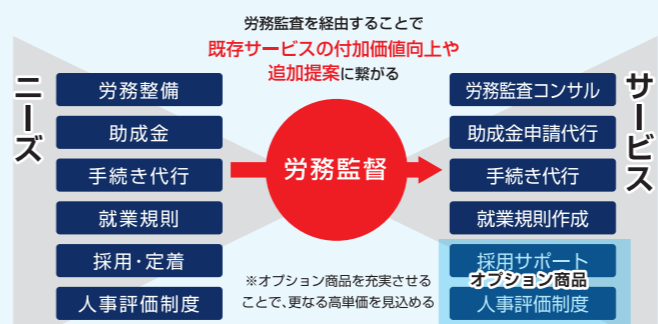 労務監査を経由することで
既存サービスの付加価値向上や
追加提案に繋がる
ニーズ
労務整備
助成金
手続き代行
就業規則
採用・定着
人事評価制度
労務監督
サービス
労務監査コンサル
助成金申請代行
手続き代行
就業規則作成
採用サポート
オプション商品
人事評価制度
※オプション商品を充実させる
ことで、更なる高単価を見込める